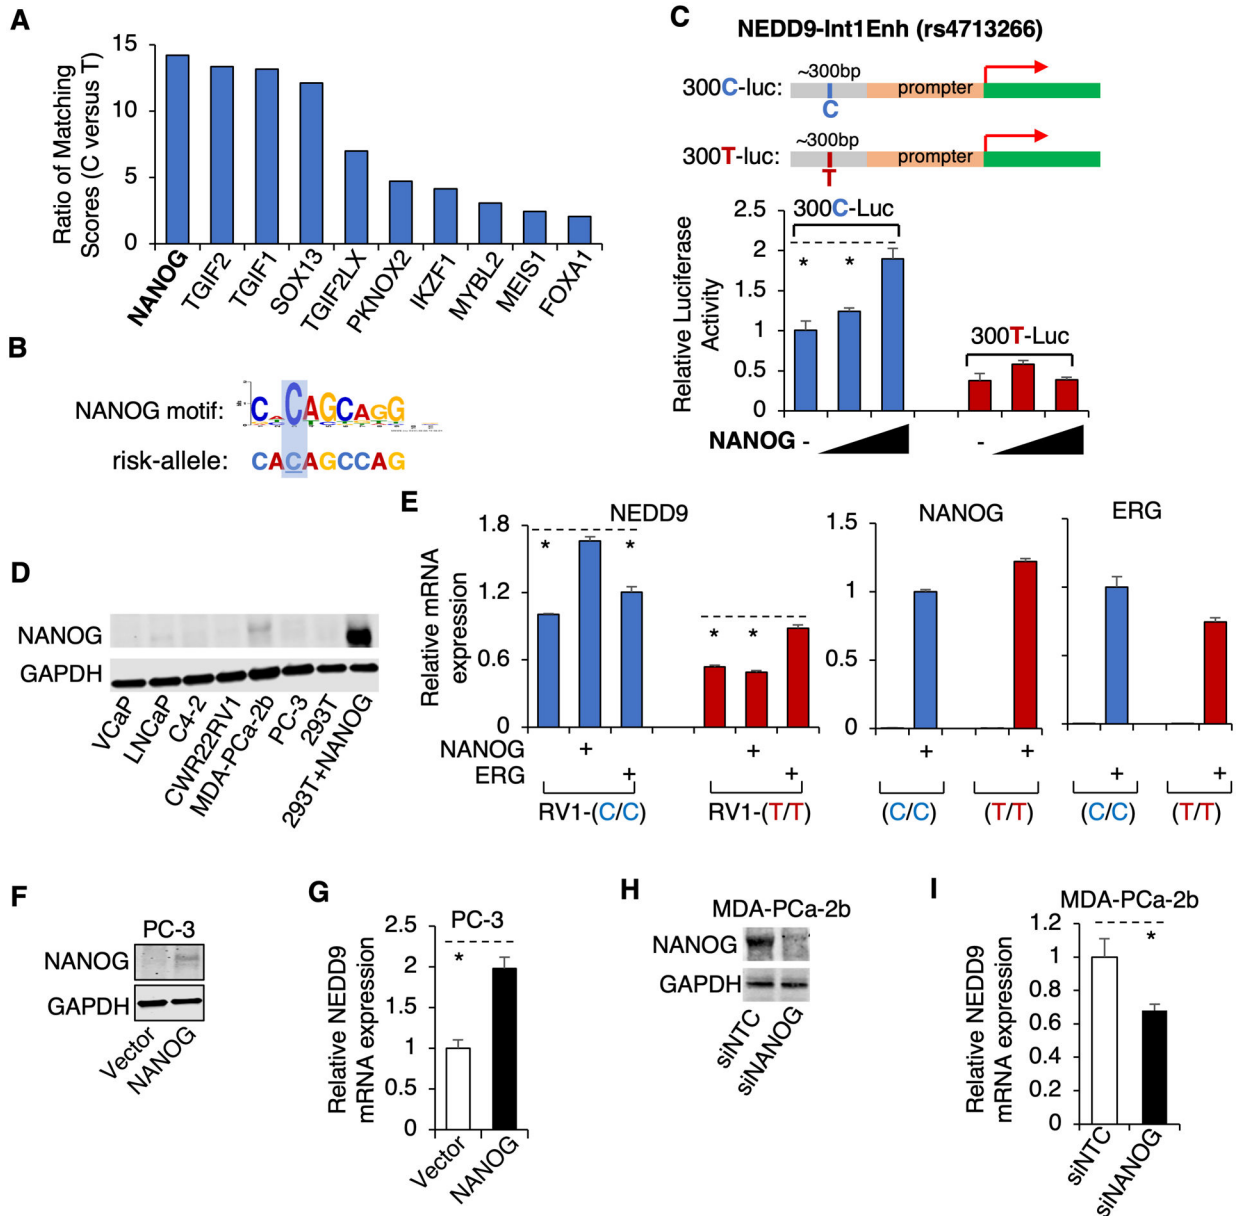 A
Ratio of Matching
Scores (C versus T)
15
10
5
0
NANOG
TGIF2
TGIF1
SOX13
TGIF2LX
PKNOX2
IKZF1
MYBL2
MEIS1
FOXA1
B
NANOG motif:
C CAGCAGG
risk-allele:
CACAGCCAG
C
NEDD9-Int1Enh (rs4713266)
300C-luc:
~300bp
prompter
C
300T-luc:
~300bp
prompter
T
Relative Luciferase
Activity
2.5
2
1.5
1
0.5
0
300C-Luc
* *
300T-Luc
NANOG - -
D
NANOG
GAPDH
VCaP
LNCaP
C4-2
CWR22RV1
MDA-PCa-2b
PC-3
293T
293T+NANOG
E
Relative mRNA
expression
NEDD9
1.8
1.2
0.6
0
* *
* *
NANOG + +
ERG + +
RV1-(C/C) RV1-(T/T)
NANOG
1.5
1
0.5
0
+ +
(C/C) (T/T)
ERG
+ +
(C/C) (T/T)
F
PC-3
NANOG
GAPDH
Vector
NANOG
G
Relative NEDD9
mRNA expression
PC-3
2.5
2
1.5
1
0.5
0
*
Vector
NANOG
H
MDA-PCa-2b
NANOG
GAPDH
siNTC
siNANOG
I
Relative NEDD9
mRNA expression
MDA-PCa-2b
1.2
1
0.8
0.6
0.4
0.2
0
*
siNTC
siNANOG